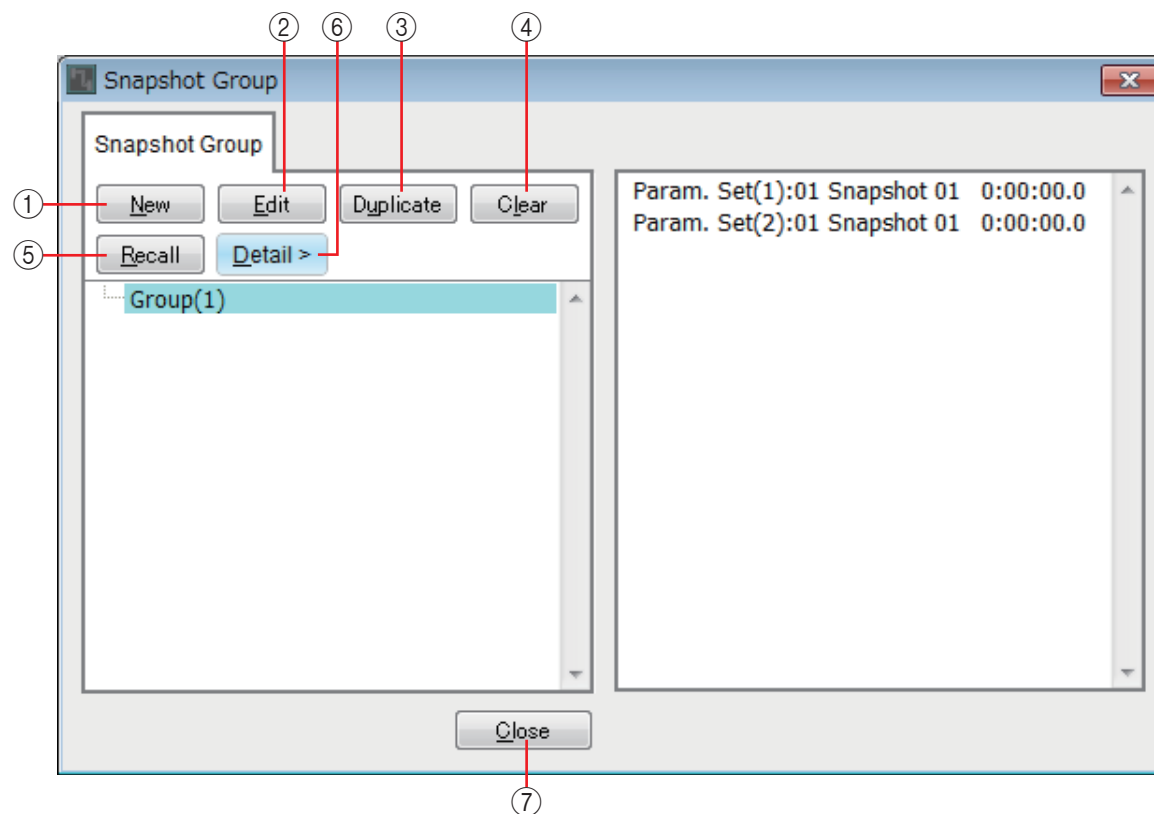 ② ⑥ ③ ④
Snapshot Group
Snapshot Group
① New Edit Duplicate Clear
⑤ Recall Detail >
Group(1)
Param. Set(1):01 Snapshot 01 0:00:00.0
Param. Set(2):01 Snapshot 01 0:00:00.0
Close
⑦